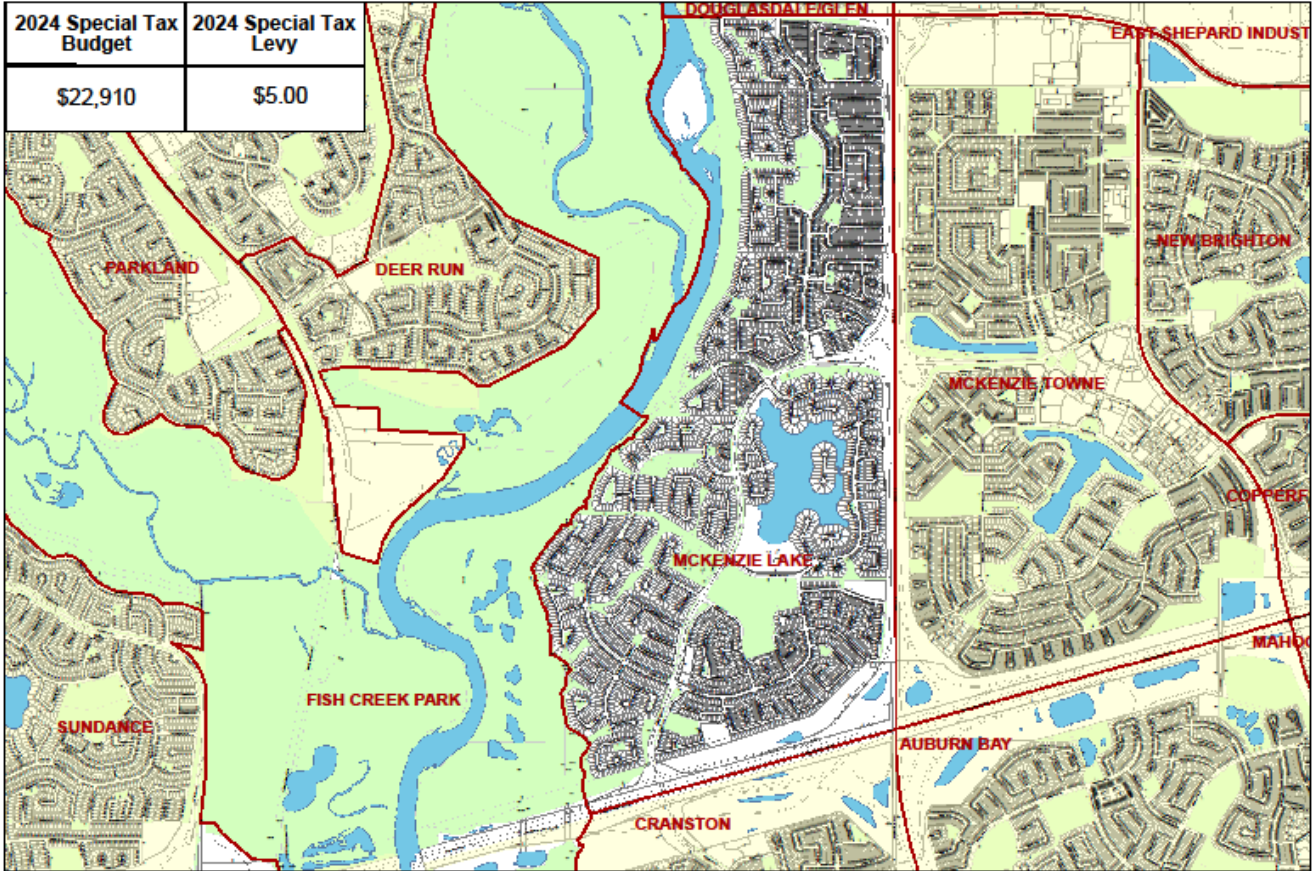 2024 Special Tax Budget
2024 Special Tax Levy
$22,910
$5.00
DOUGLASDALE/GLEN
EAST SHEPARD INDUST
PARKLAND
DEER RUN
NEW BRIGHTON
MCKENZIE TOWNE
COPPERF
MCKENZIE LAKE
MAHOG
FISH CREEK PARK
SUNDANCE
AUBURN BAY
CRANSTON